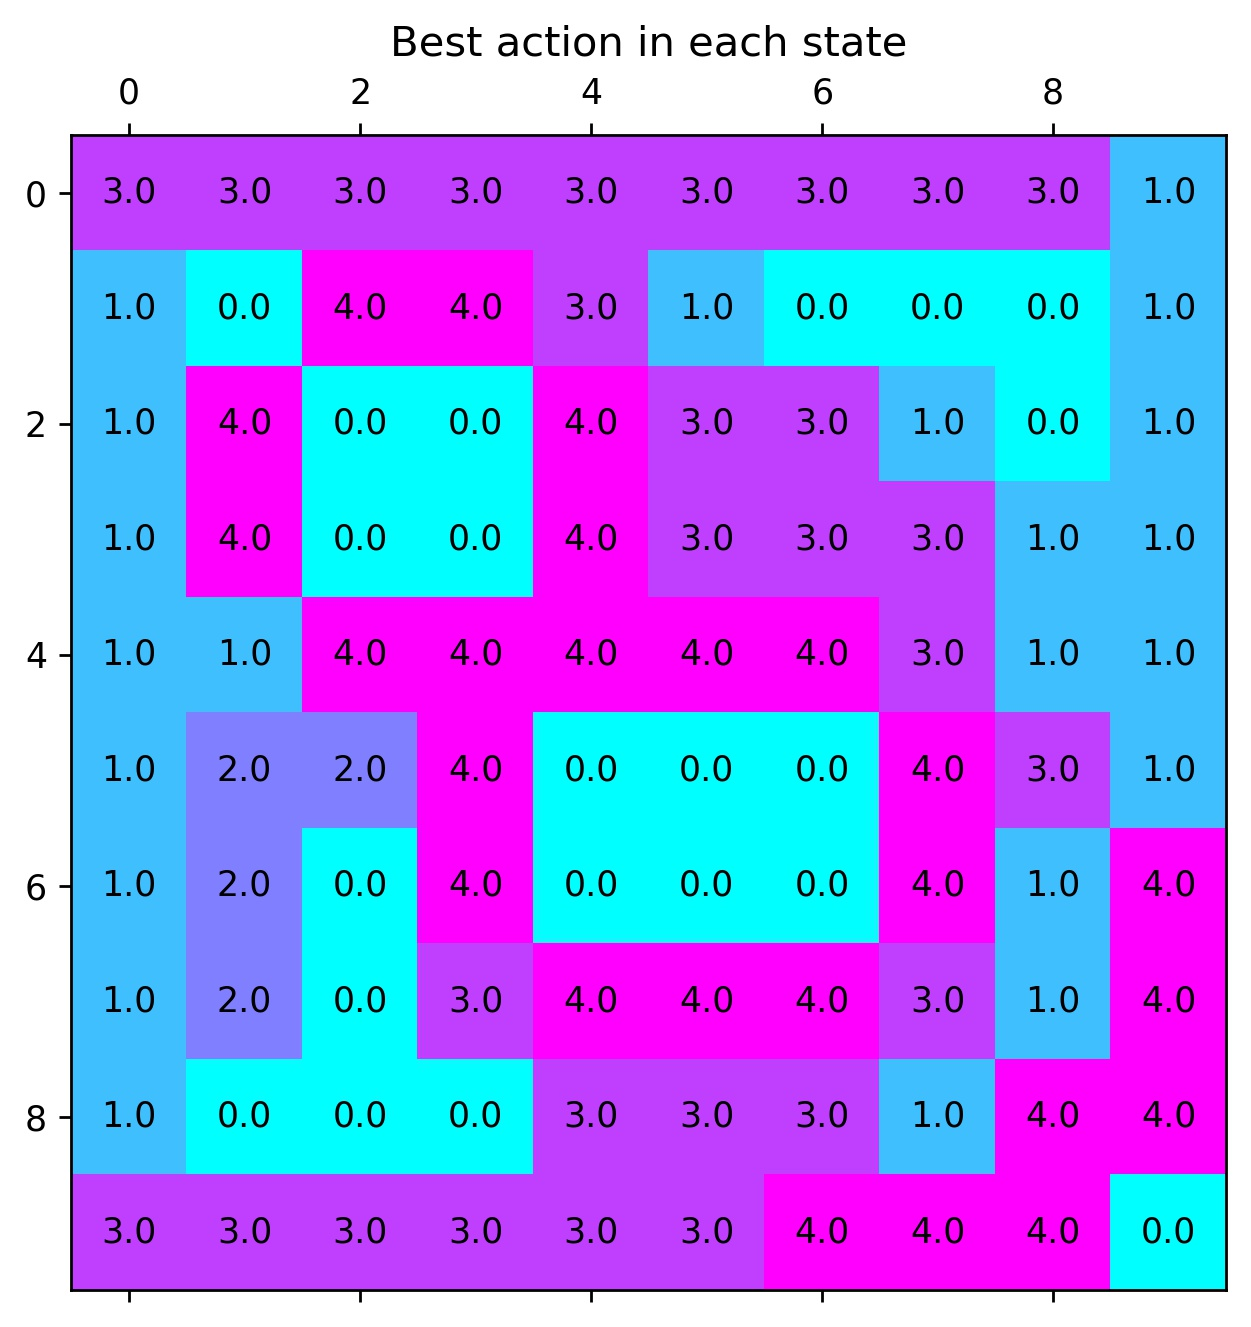 Best action in each state
0 2 4 6 8
0 3.0 3.0 3.0 3.0 3.0 3.0 3.0 3.0 3.0 1.0
1.0 0.0 4.0 4.0 3.0 1.0 0.0 0.0 0.0 1.0
2 1.0 4.0 0.0 0.0 4.0 3.0 3.0 1.0 0.0 1.0
1.0 4.0 0.0 0.0 4.0 3.0 3.0 3.0 1.0 1.0
4 1.0 1.0 4.0 4.0 4.0 4.0 4.0 3.0 1.0 1.0
1.0 2.0 2.0 4.0 0.0 0.0 0.0 4.0 3.0 1.0
6 1.0 2.0 0.0 4.0 0.0 0.0 0.0 4.0 1.0 4.0
1.0 2.0 0.0 3.0 4.0 4.0 4.0 3.0 1.0 4.0
8 1.0 0.0 0.0 0.0 3.0 3.0 3.0 1.0 4.0 4.0
3.0 3.0 3.0 3.0 3.0 3.0 4.0 4.0 4.0 0.0